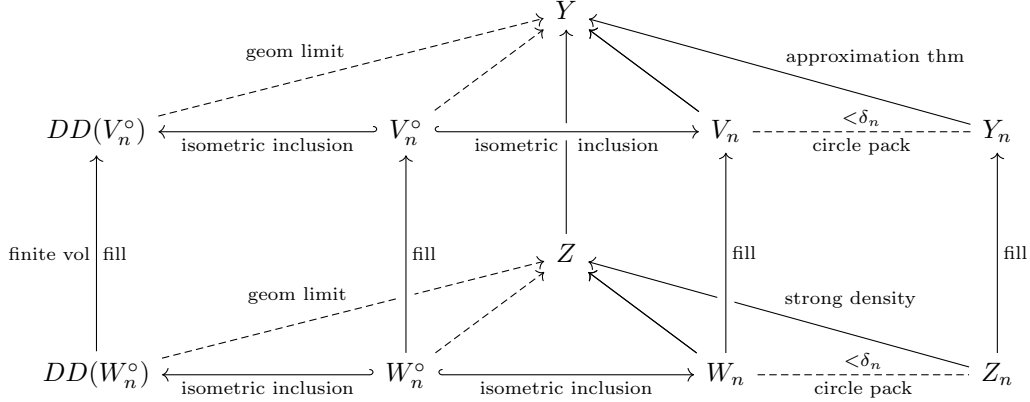 Y
geom limit
approximation thm
DD(V_n^∘) V_n^∘ V_n <δ_n Y_n
isometric inclusion isometric inclusion circle pack
finite vol fill fill Z fill fill
geom limit strong density
DD(W_n^∘) W_n^∘ W_n <δ_n Z_n
isometric inclusion isometric inclusion circle pack